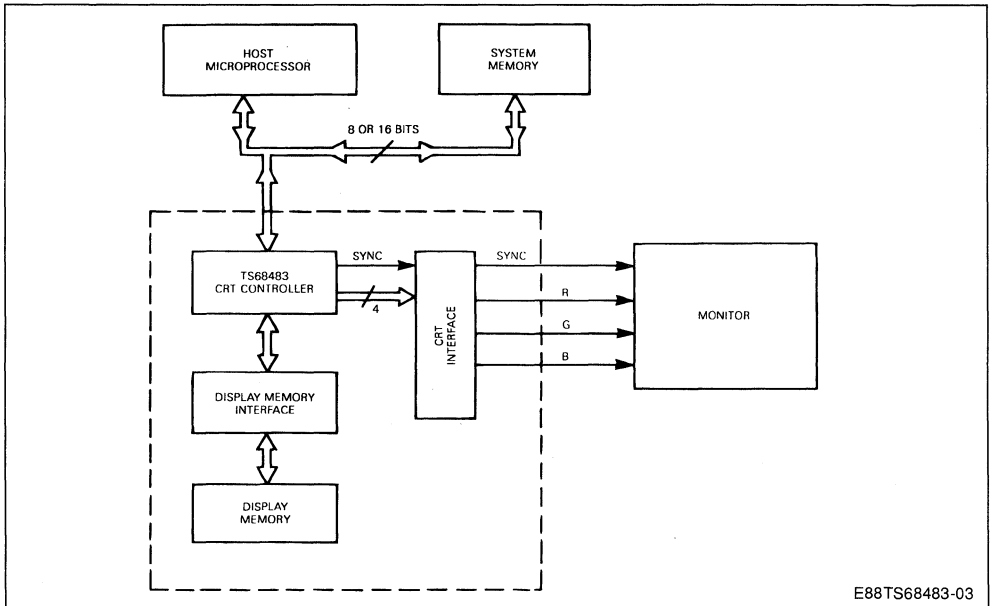 HOST
MICROPROCESSOR
SYSTEM
MEMORY
8 OR 16 BITS
TS68483
CRT CONTROLLER
SYNC
4
CRT
INTERFACE
SYNC
R
G
B
MONITOR
DISPLAY MEMORY
INTERFACE
DISPLAY
MEMORY
E88TS68483-03